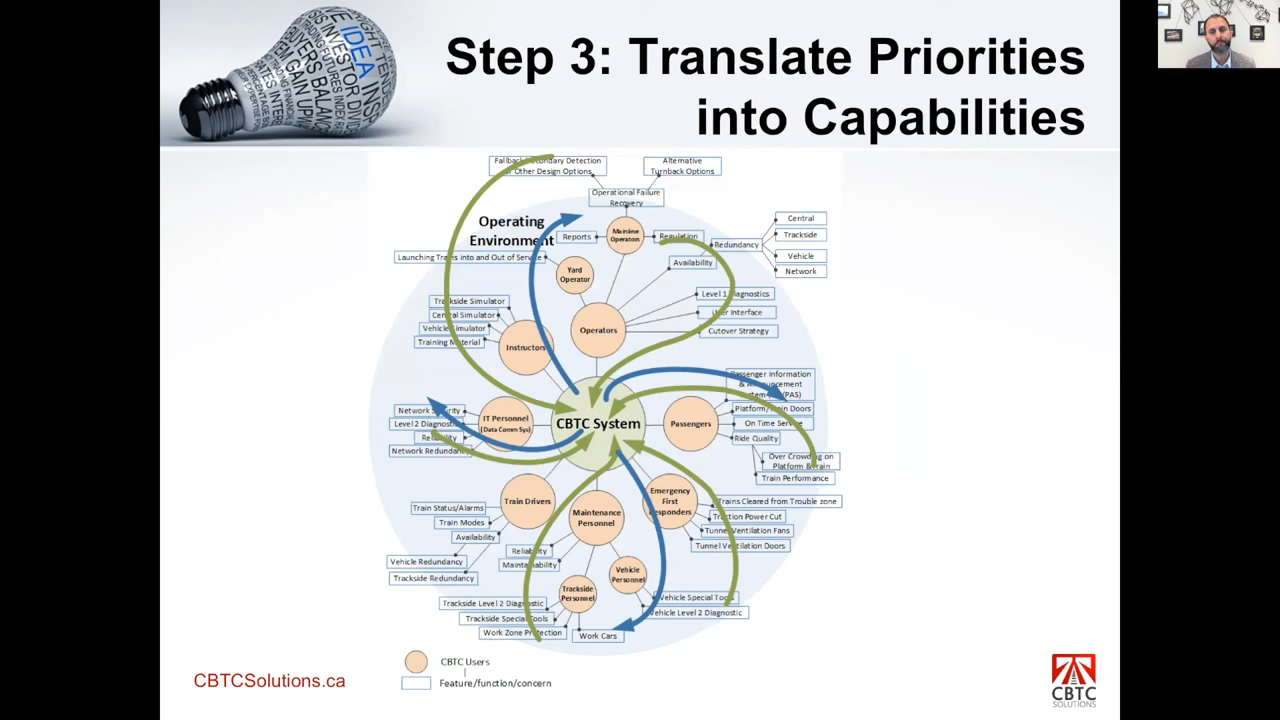 Step 3: Translate Priorities
into Capabilities
IDEA
Fallback Secondary Detection
or Other Design Options
Alternative
Turnback Options
Operational Failure
Recovery
Operating
Environment
Reports
Mainline
Operators
Regulation
Redundancy
Central
Trackside
Vehicle
Network
Launching Trains into and Out of Service
Yard
Operator
Availability
Level 1 Diagnostics
User Interface
Cutover Strategy
Operators
Trackside Simulator
Central Simulator
Vehicle Simulator
Training Material
Instructors
Passenger Information
& Announcement
System (PIS/PAS)
Platform/Train Doors
On Time Service
Ride Quality
Over Crowding on
Platform & Train
Train Performance
Passengers
CBTC System
IT Personnel
(Data Comm Sys)
Network Security
Level 2 Diagnostic
Reliability
Network Redundancy
Train Drivers
Train Status/Alarms
Train Modes
Availability
Vehicle Redundancy
Trackside Redundancy
Maintenance
Personnel
Reliability
Maintainability
Emergency
First
Responders
Trains Cleared from Trouble zone
Traction Power Cut
Tunnel Ventilation Fans
Tunnel Ventilation Doors
Vehicle
Personnel
Vehicle Special Tools
Vehicle Level 2 Diagnostic
Trackside
Personnel
Trackside Level 2 Diagnostic
Trackside Special Tools
Work Zone Protection
Work Cars
CBTC Users
Feature/function/concern
CBTCSolutions.ca
CBTC
SOLUTIONS